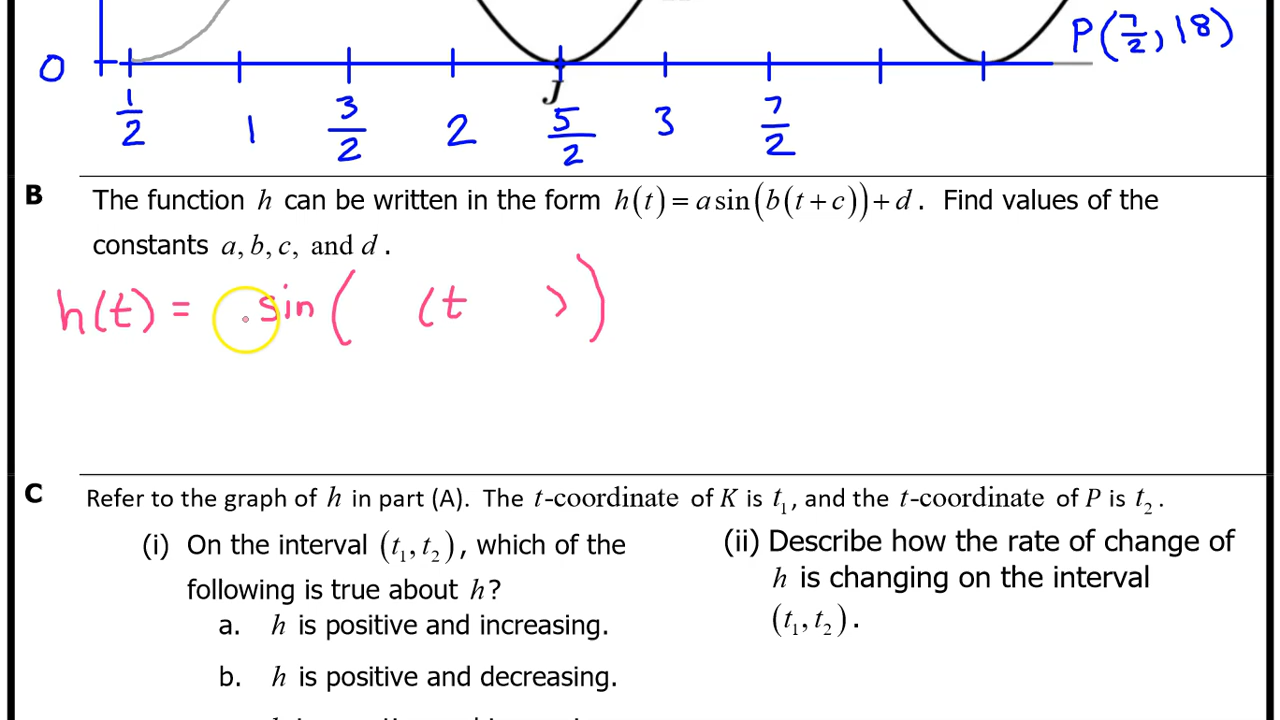 P(7/2, 18)
0
J
1/2 1 3/2 2 5/2 3 7/2
B The function h can be written in the form h(t) = a sin(b(t + c)) + d. Find values of the
constants a, b, c, and d.
h(t) = sin( (t ))
C Refer to the graph of h in part (A). The t-coordinate of K is t₁, and the t-coordinate of P is t₂.
(i) On the interval (t₁, t₂), which of the
following is true about h?
a. h is positive and increasing.
b. h is positive and decreasing.
(ii) Describe how the rate of change of
h is changing on the interval
(t₁, t₂).